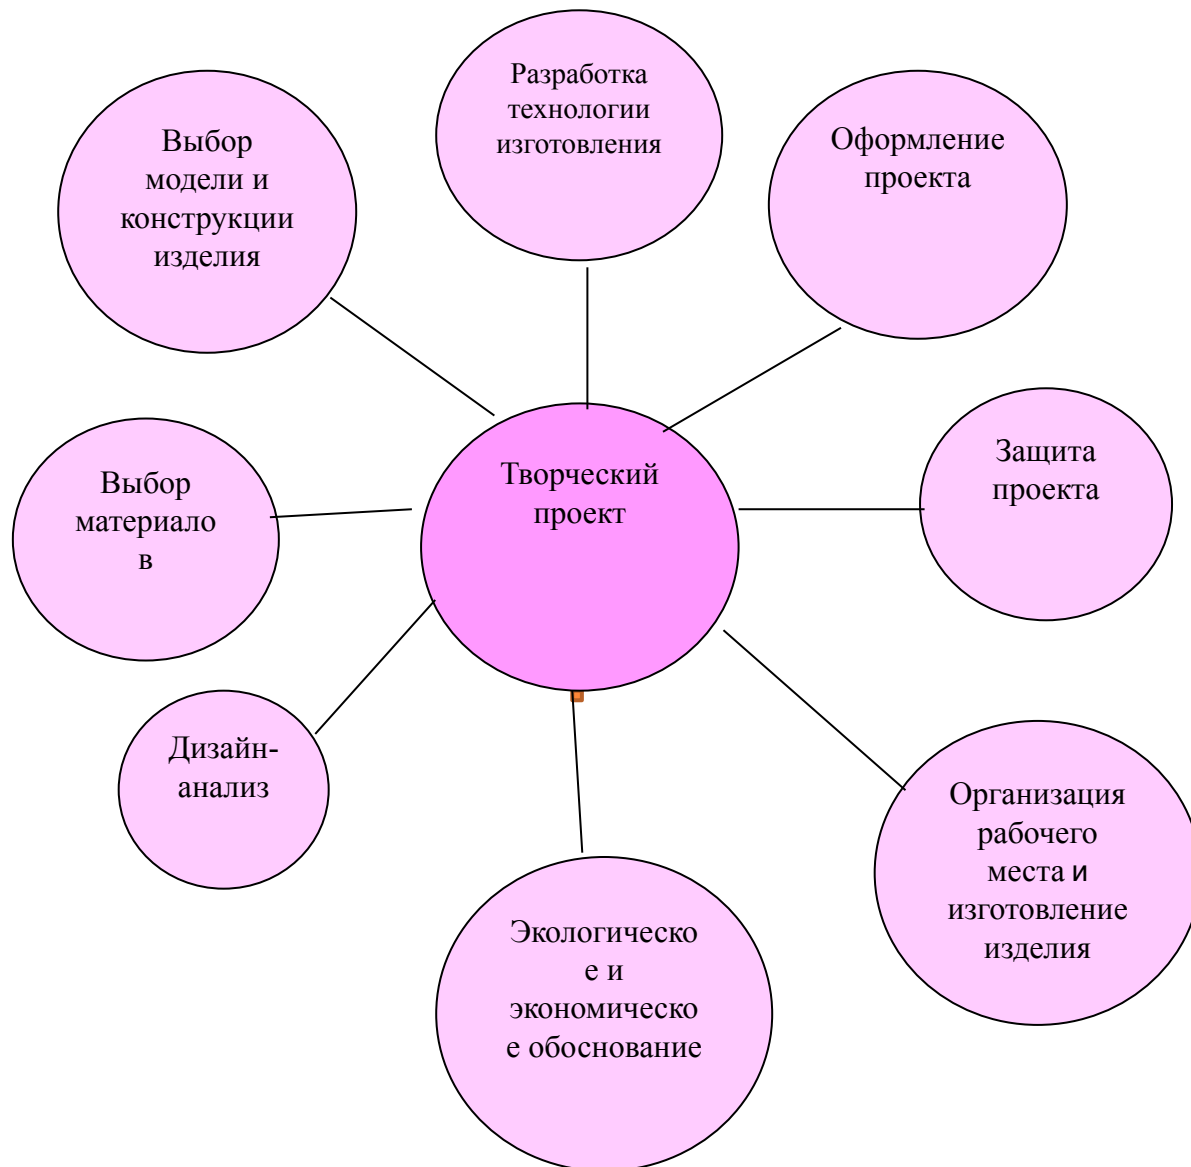 Разработка
технологии
изготовления
Выбор
модели и
конструкции
изделия
Оформление
проекта
Защита
проекта
Творческий
проект
Выбор
материало
в
Дизайн-
анализ
Организация
рабочего
места и
изготовление
изделия
Экологическо
е и
экономическо
е обоснование